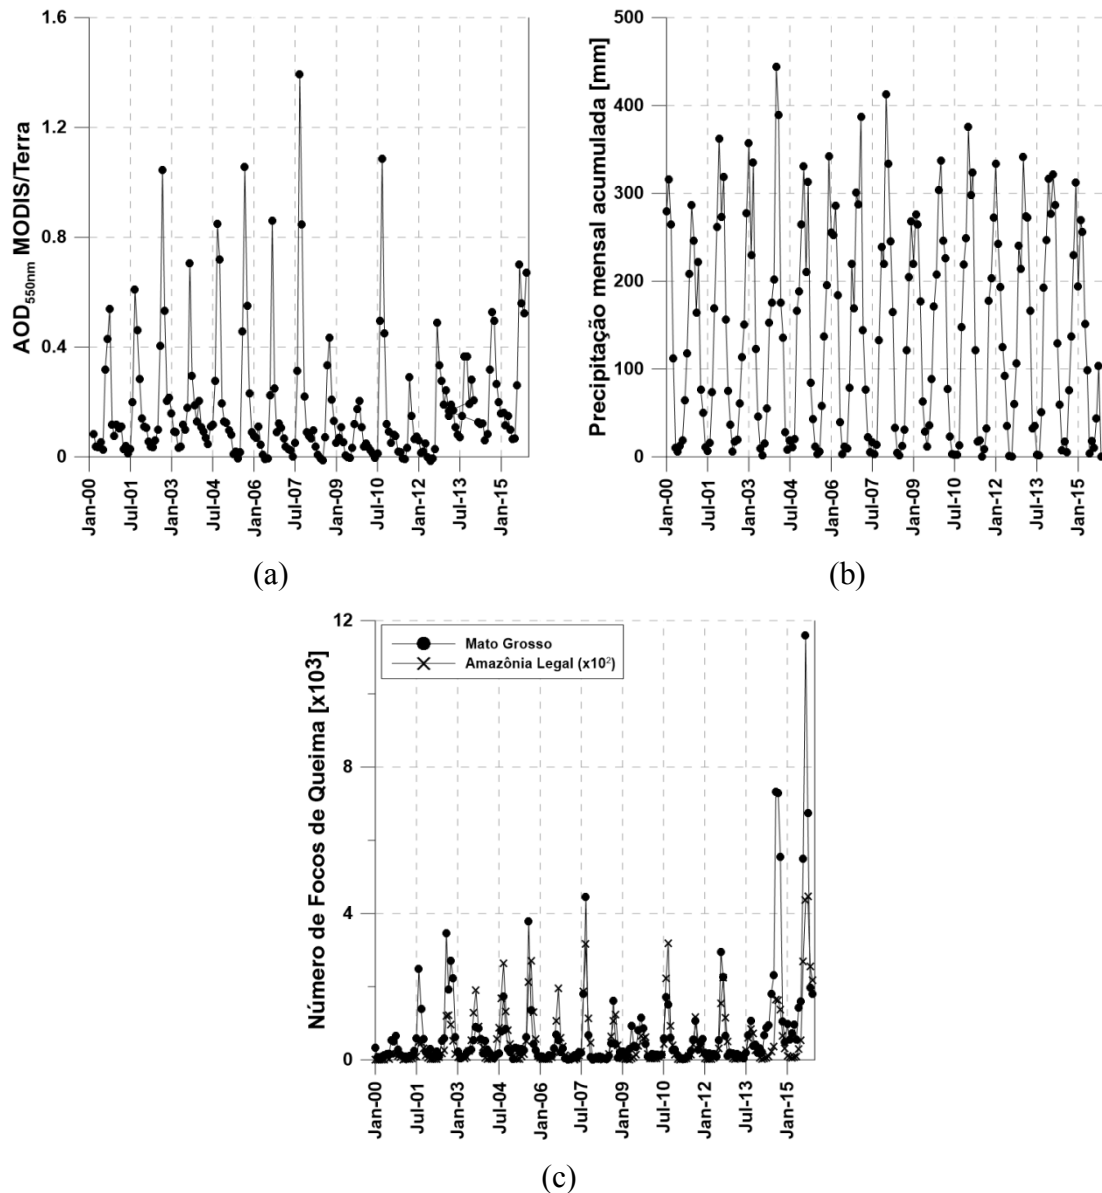 1.6
1.2
0.8
0.4
0
AOD550nm MODIS/Terra
Jan-00
Jul-01
Jan-03
Jul-04
Jan-06
Jul-07
Jan-09
Jul-10
Jan-12
Jul-13
Jan-15
(a)
500
400
300
200
100
0
Precipitação mensal acumulada [mm]
Jan-00
Jul-01
Jan-03
Jul-04
Jan-06
Jul-07
Jan-09
Jul-10
Jan-12
Jul-13
Jan-15
(b)
12
8
4
0
Número de Focos de Queima [x10³]
Mato Grosso
Amazônia Legal (x10²)
Jan-00
Jul-01
Jan-03
Jul-04
Jan-06
Jul-07
Jan-09
Jul-10
Jan-12
Jul-13
Jan-15
(c)